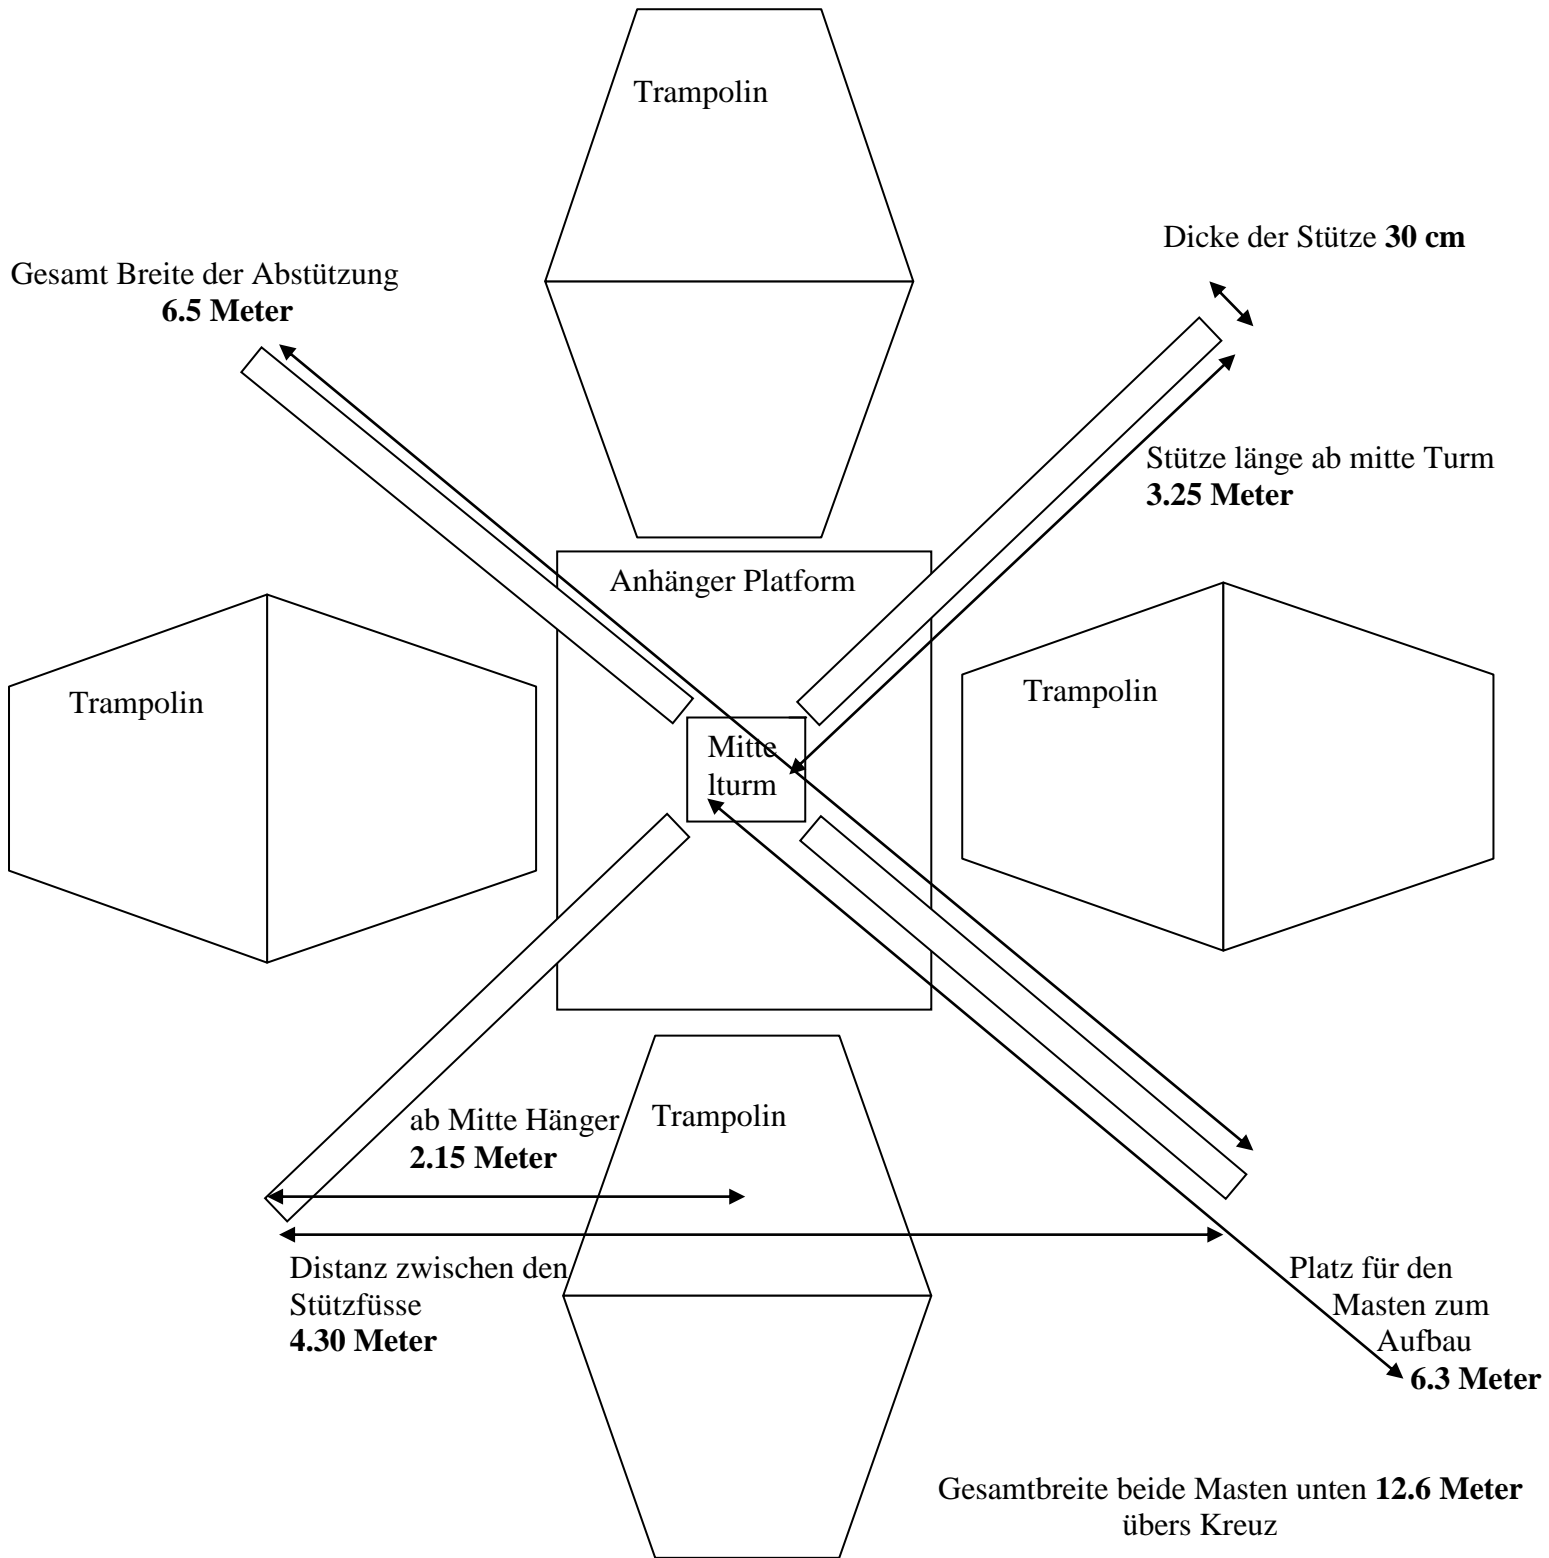 Trampolin
Dicke der Stütze 30 cm
Gesamt Breite der Abstützung
6.5 Meter
Stütze länge ab mitte Turm
3.25 Meter
Anhänger Platform
Trampolin
Mitte
lturm
Trampolin
ab Mitte Hänger
2.15 Meter
Trampolin
Distanz zwischen den
Stützfüsse
4.30 Meter
Platz für den
Masten zum
Aufbau
6.3 Meter
Gesamtbreite beide Masten unten 12.6 Meter
übers Kreuz